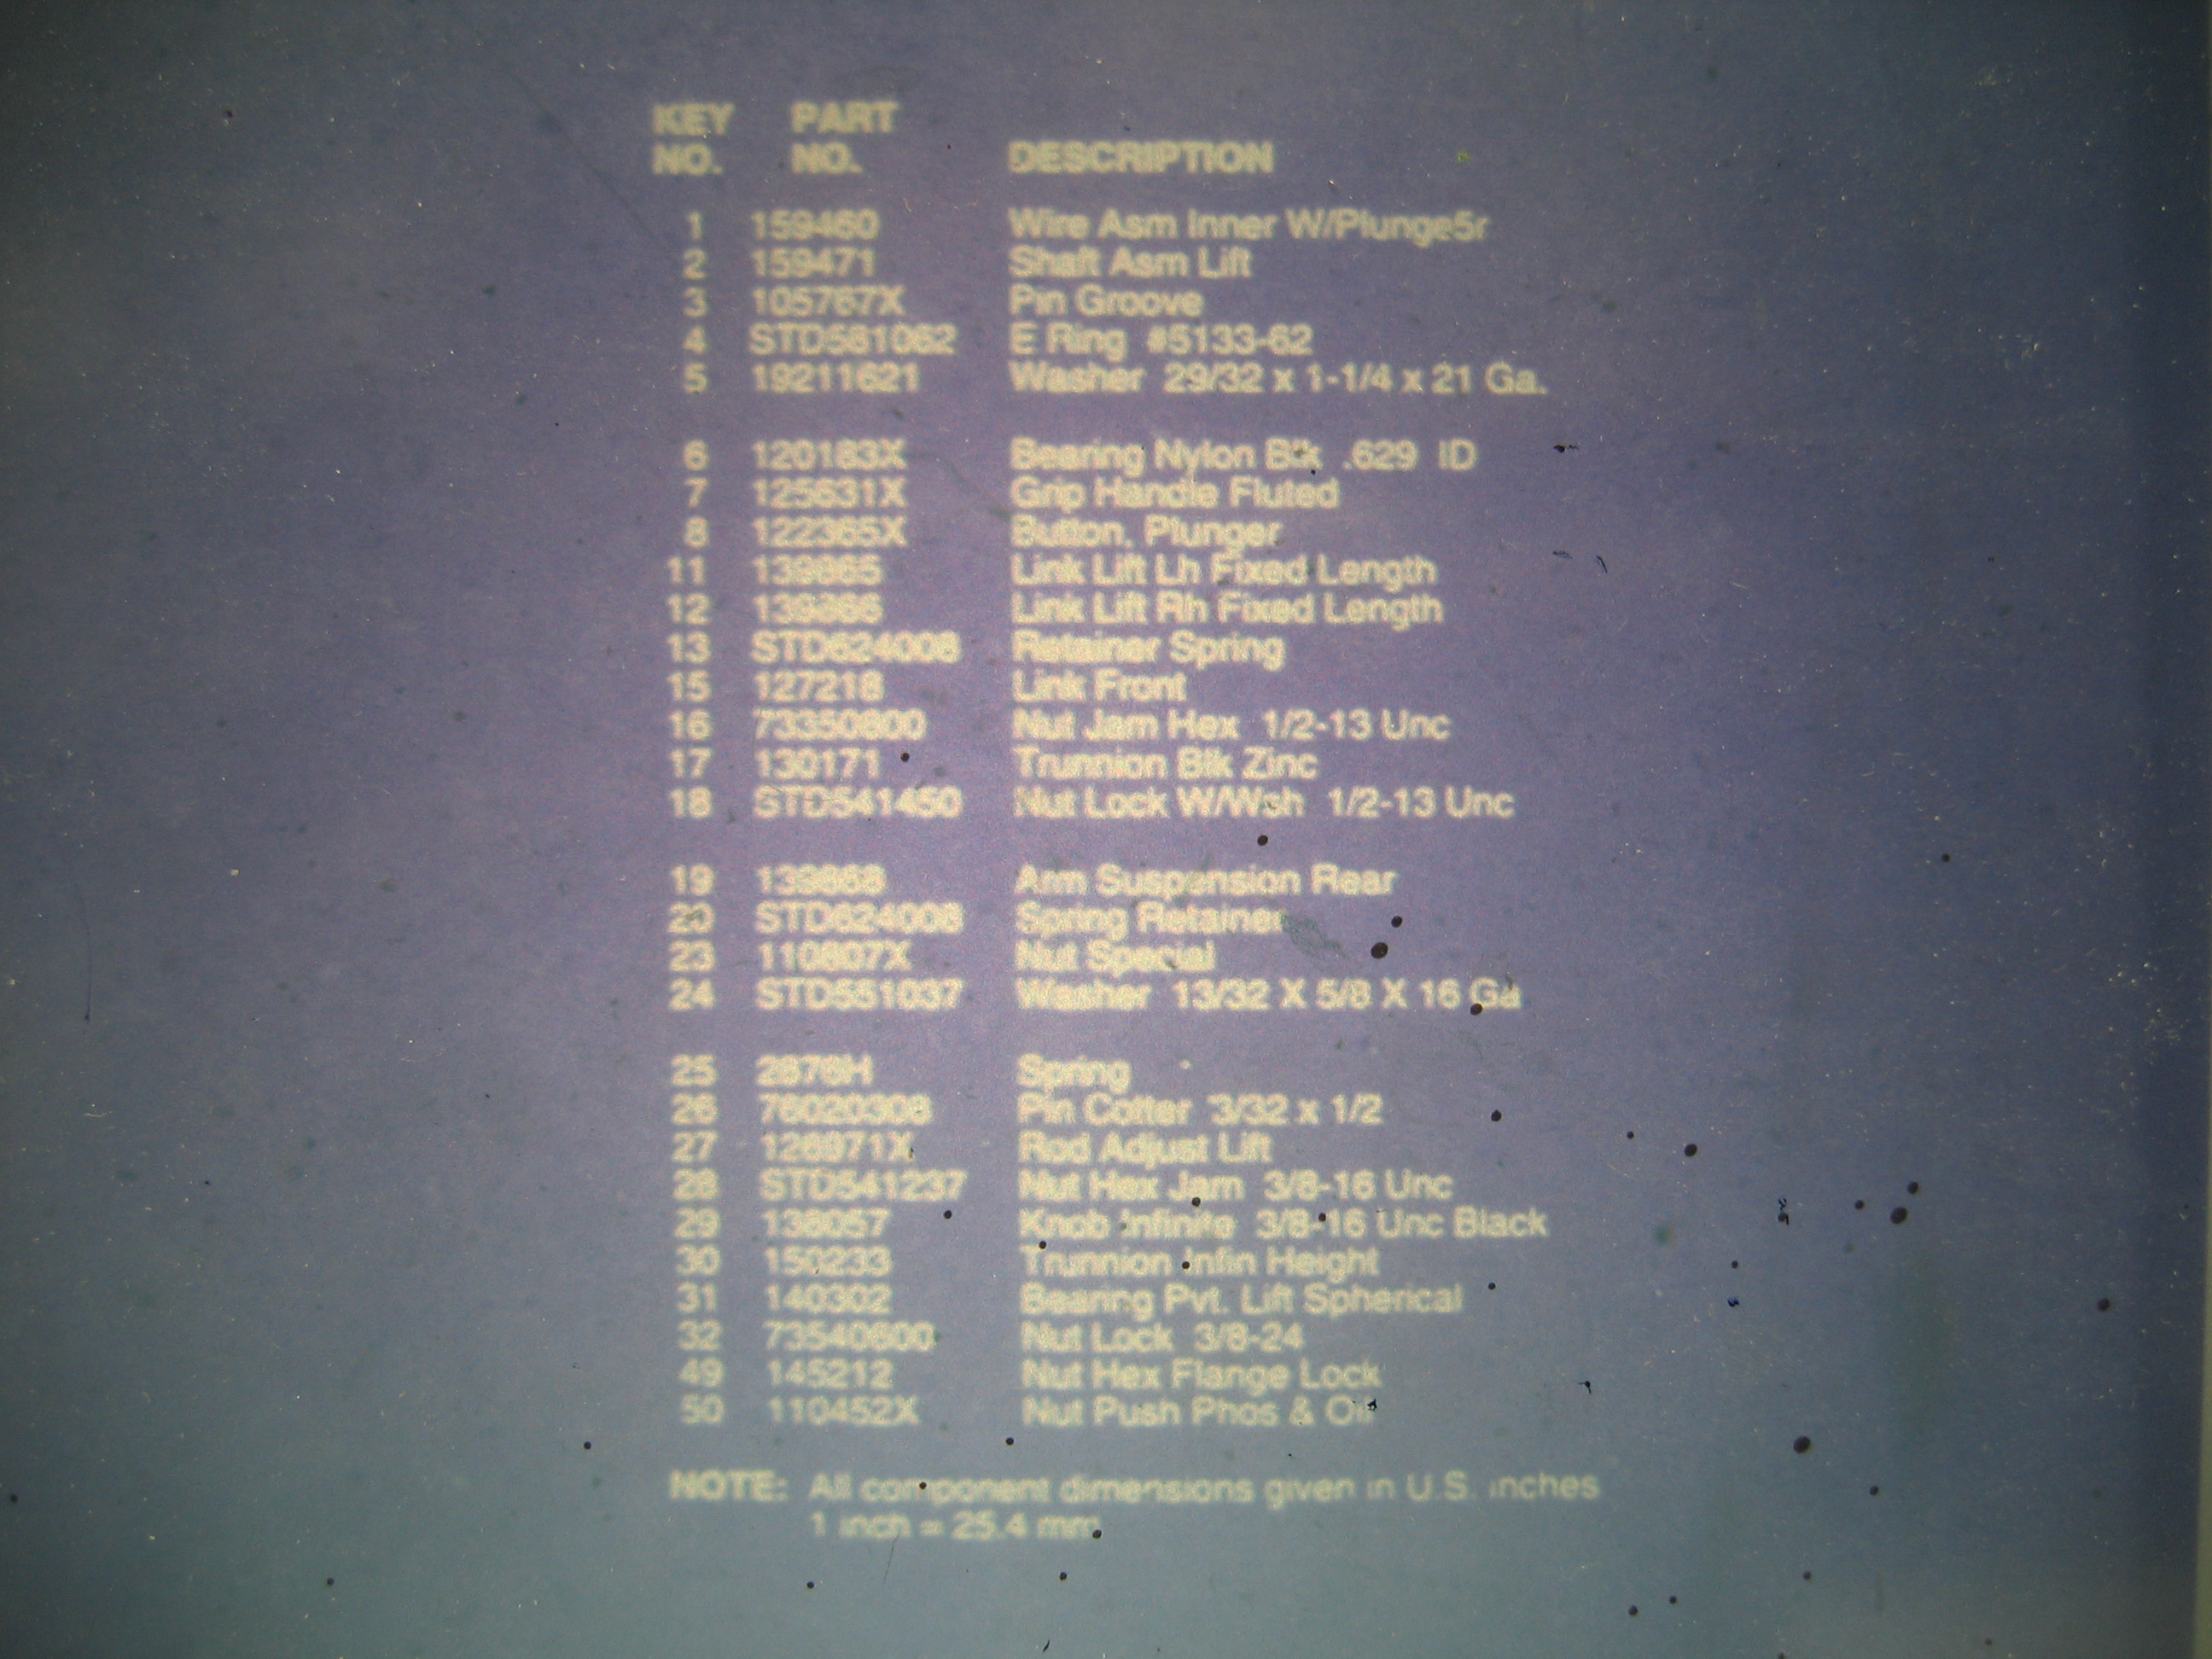 KEY PART
NO. NO. DESCRIPTION
1 159460 Wire Asm Inner W/Plunge5r
2 159471 Shaft Asm Lift
3 105767X Pin Groove
4 STD581062 E Ring #5133-62
5 19211621 Washer 29/32 x 1-1/4 x 21 Ga.
6 120183X Bearing Nylon Blk .629 ID
7 125631X Grip Handle Fluted
8 122365X Button, Plunger
11 139865 Link Lift Lh Fixed Length
12 139866 Link Lift Rh Fixed Length
13 STD624008 Retainer Spring
15 127218 Link Front
16 73350800 Nut Jam Hex 1/2-13 Unc
17 130171 Trunnion Blk Zinc
18 STD541450 Nut Lock W/Wsh 1/2-13 Unc
19 139868 Arm Suspension Rear
20 STD624008 Spring Retainer
23 110807X Nut Special
24 STD551037 Washer 13/32 X 5/8 X 16 Ga
25 2876H Spring
26 76020308 Pin Cotter 3/32 x 1/2
27 126971X Rod Adjust Lift
28 STD541237 Nut Hex Jam 3/8-16 Unc
29 138057 Knob Infinite 3/8-16 Unc Black
30 150233 Trunnion Infin Height
31 140302 Bearing Pvt. Lift Spherical
32 73540600 Nut Lock 3/8-24
49 145212 Nut Hex Flange Lock
50 110452X Nut Push Phos & Oil
NOTE: All component dimensions given in U.S. inches
1 inch = 25.4 mm